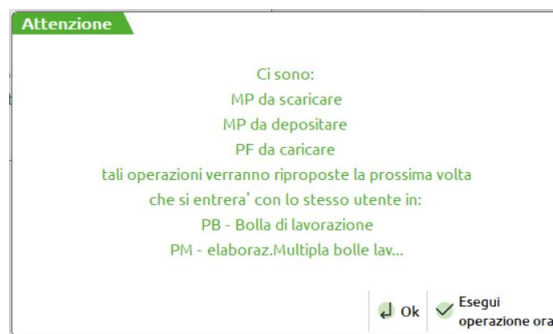 Attenzione
Ci sono:
MP da scaricare
MP da depositare
PF da caricare
tali operazioni verranno riproposte la prossima volta
che si entrera' con lo stesso utente in:
PB - Bolla di lavorazione
PM - elaboraz.Multipla bolle lav...
Ok
Esegui
operazione ora